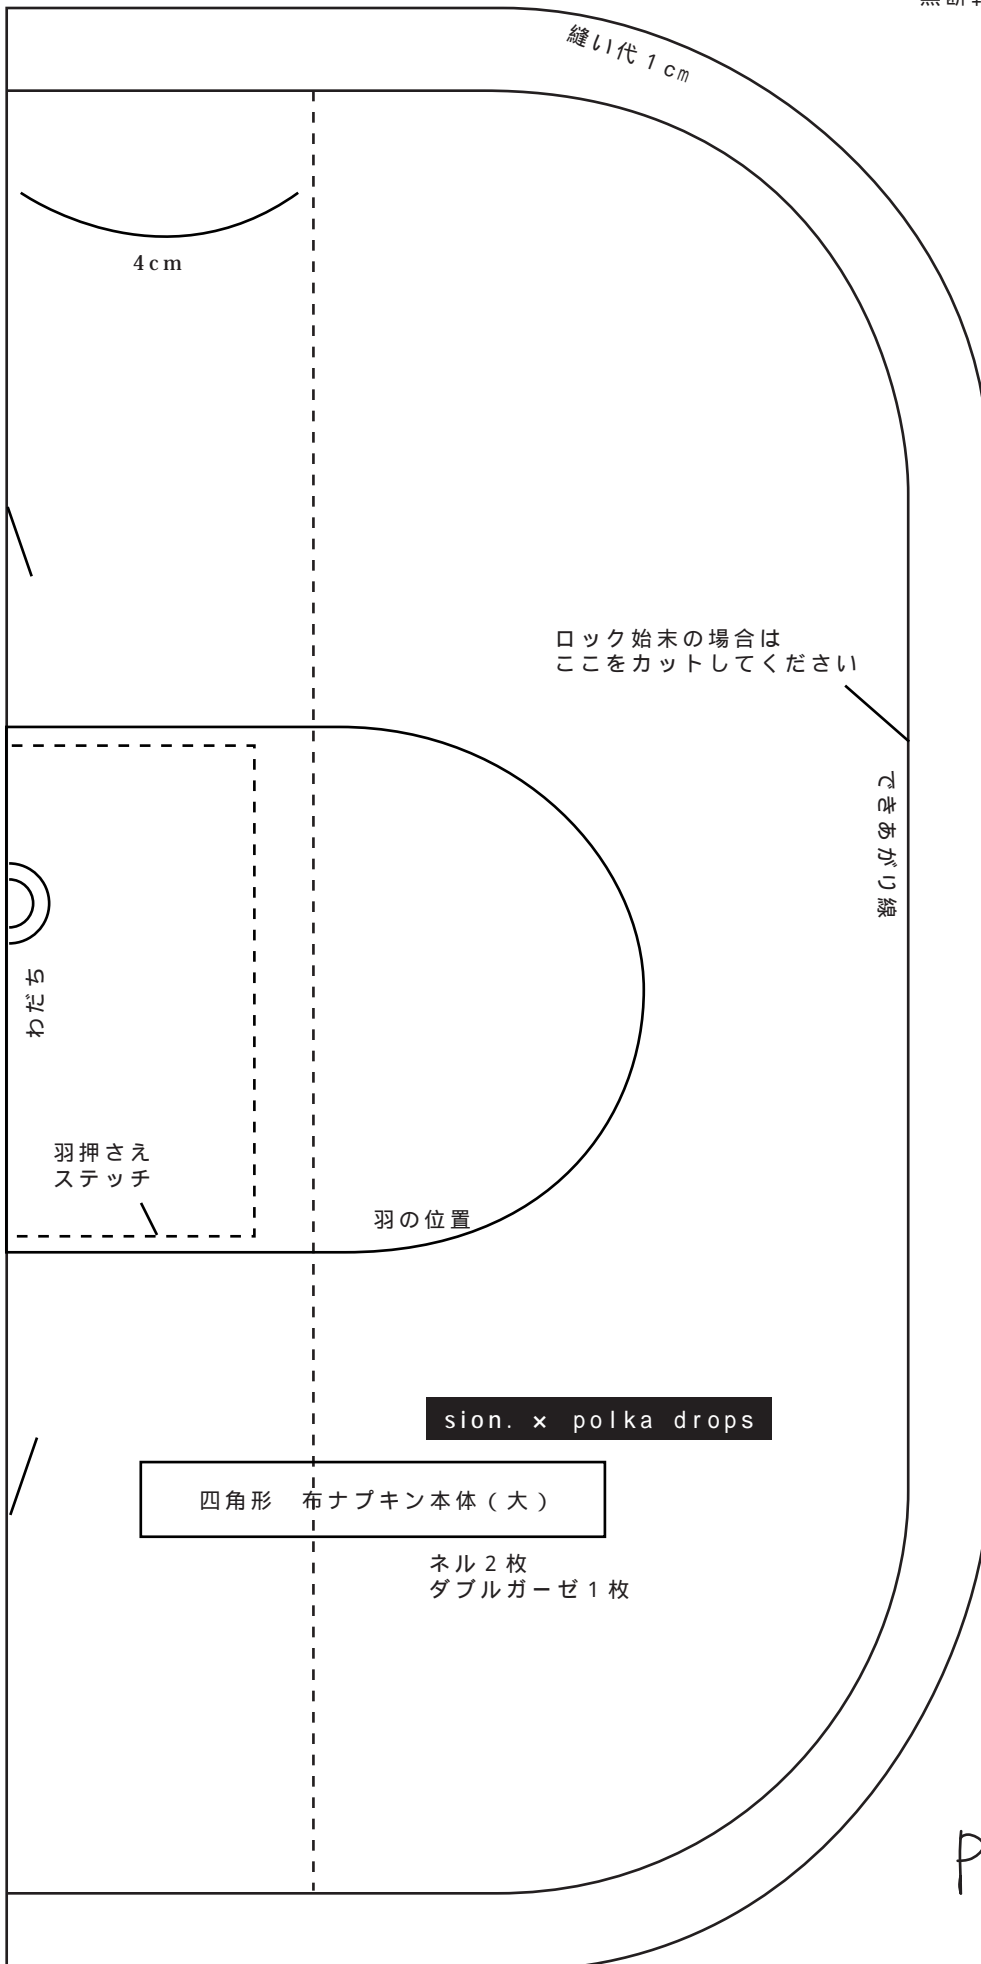 縫い代1cm
4cm
ロック始末の場合は
ここをカットしてください
できあがり線
わだち
羽押さえ
ステッチ
羽の位置
sion. × polka drops
四角形　布ナプキン本体(大)
ネル2枚
ダブルガーゼ1枚
P